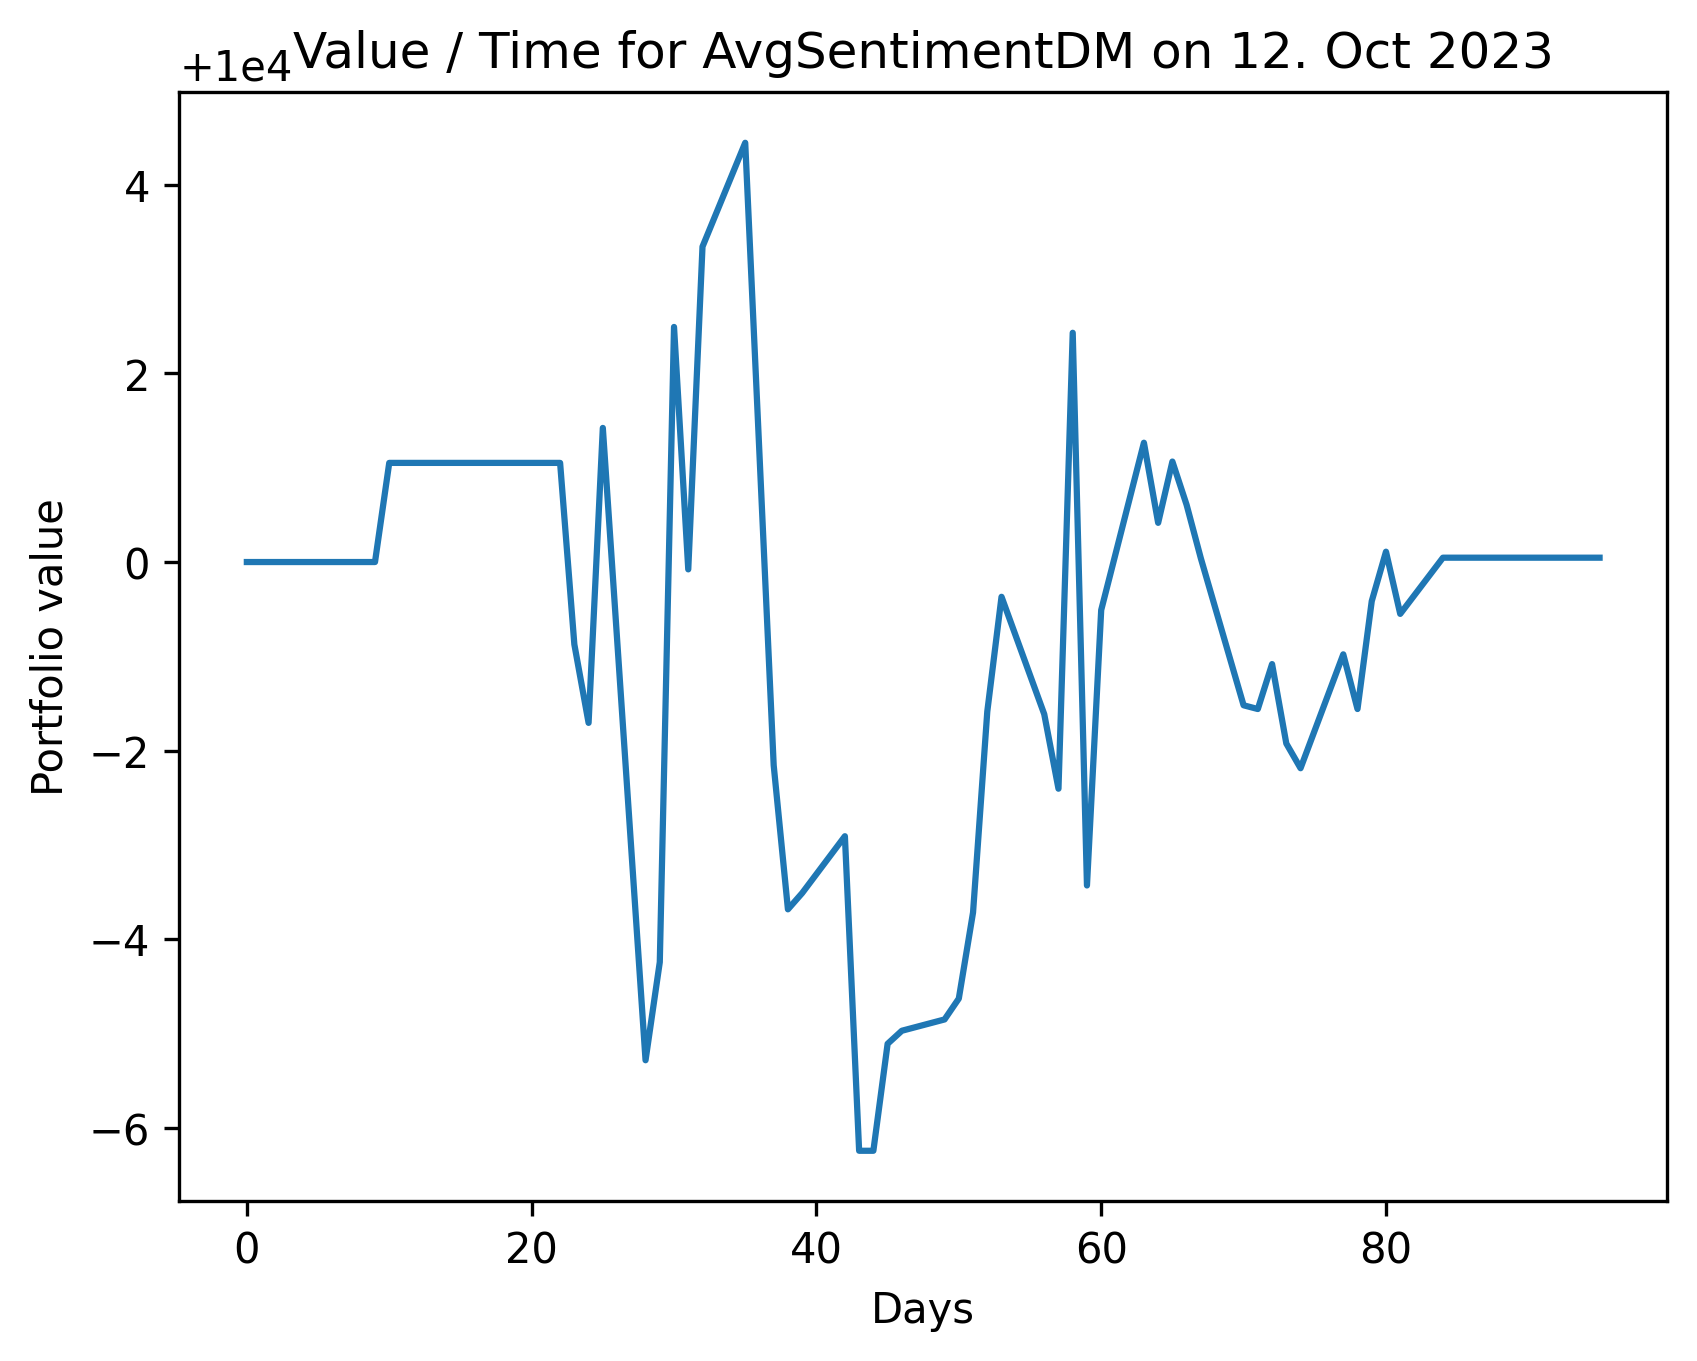 Value / Time for AvgSentimentDM on 12. Oct 2023
+1e4
4
2
0
−2
−4
−6
Portfolio value
0 20 40 60 80
Days